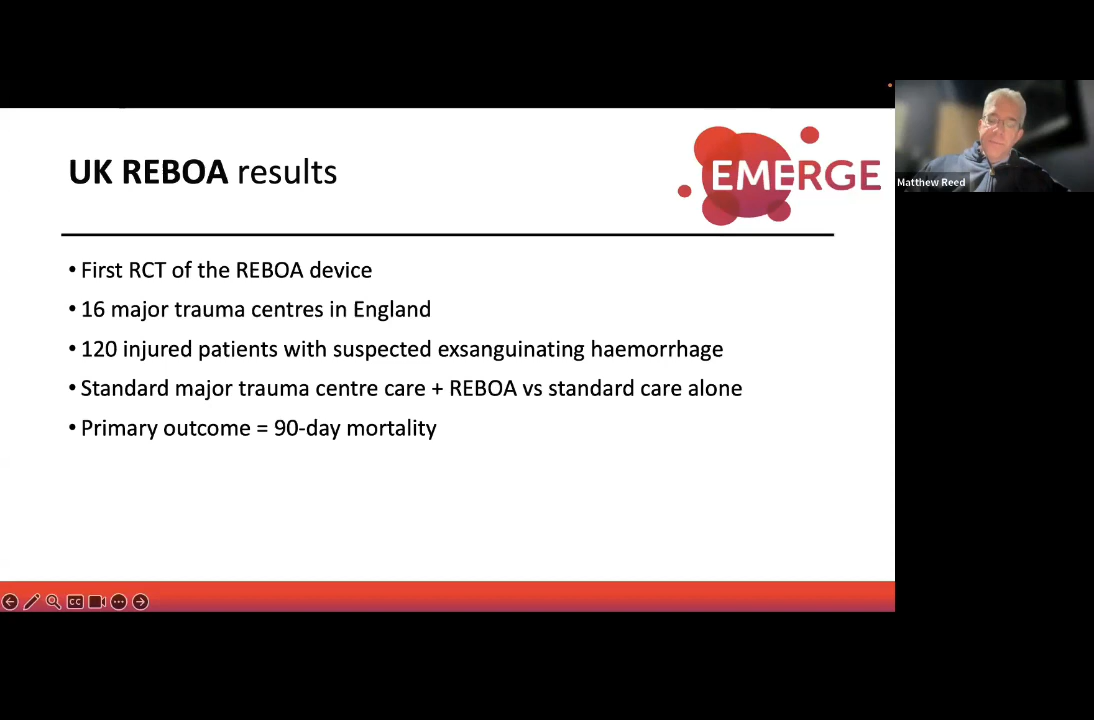 UK REBOA results
EMERGE
Matthew Reed
• First RCT of the REBOA device
• 16 major trauma centres in England
• 120 injured patients with suspected exsanguinating haemorrhage
• Standard major trauma centre care + REBOA vs standard care alone
• Primary outcome = 90-day mortality
CC